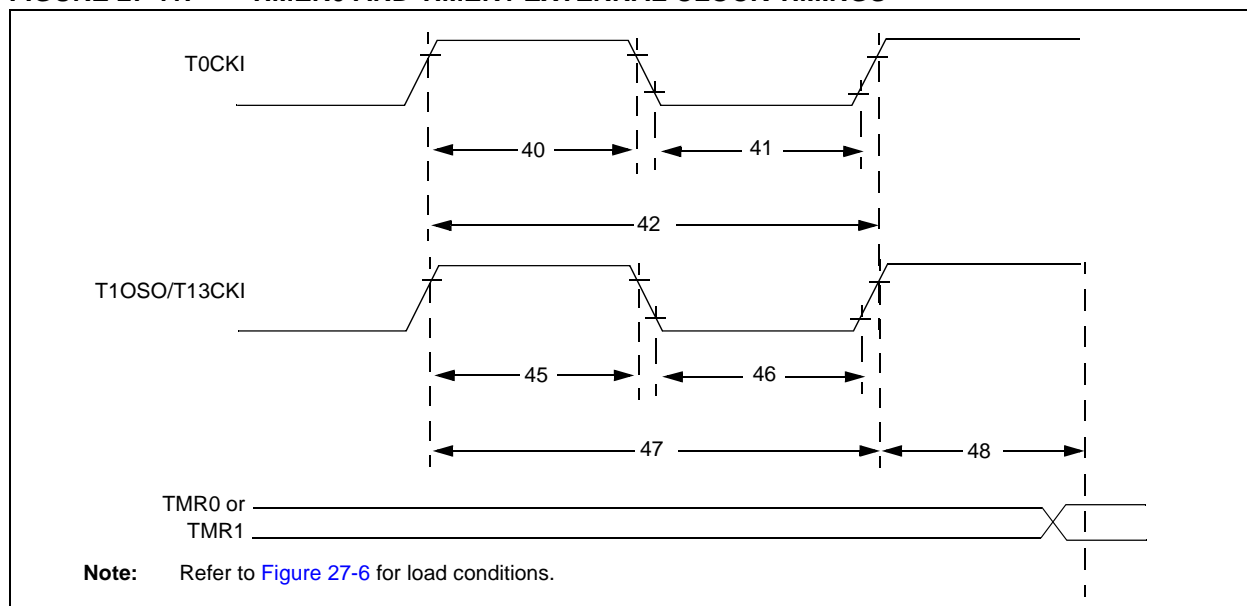 T0CKI
40
41
42
T1OSO/T13CKI
45
46
47
48
TMR0 or
TMR1
Note: Refer to Figure 27-6 for load conditions.